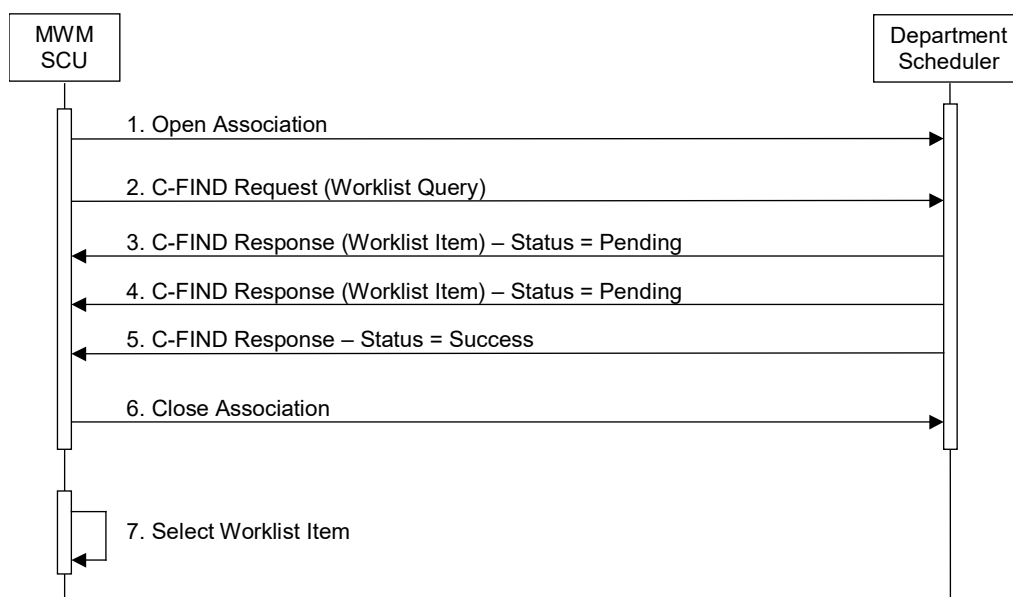 MWM
SCU
Department
Scheduler
1. Open Association
2. C-FIND Request (Worklist Query)
3. C-FIND Response (Worklist Item) – Status = Pending
4. C-FIND Response (Worklist Item) – Status = Pending
5. C-FIND Response – Status = Success
6. Close Association
7. Select Worklist Item